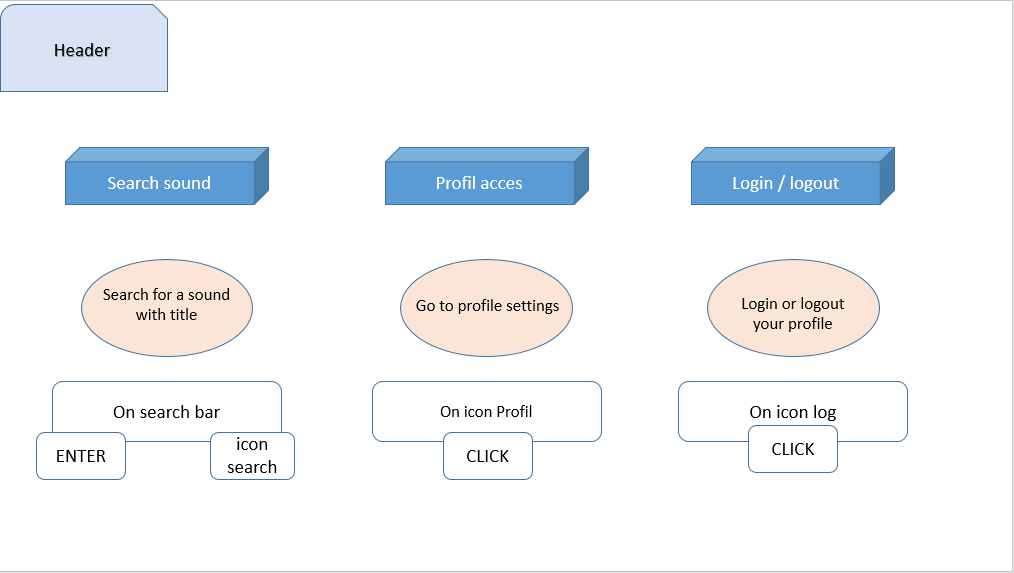 Header
Search sound
Profil acces
Login / logout
Search for a sound
with title
Go to profile settings
Login or logout
your profile
On search bar
On icon Profil
On icon log
ENTER
icon
search
CLICK
CLICK